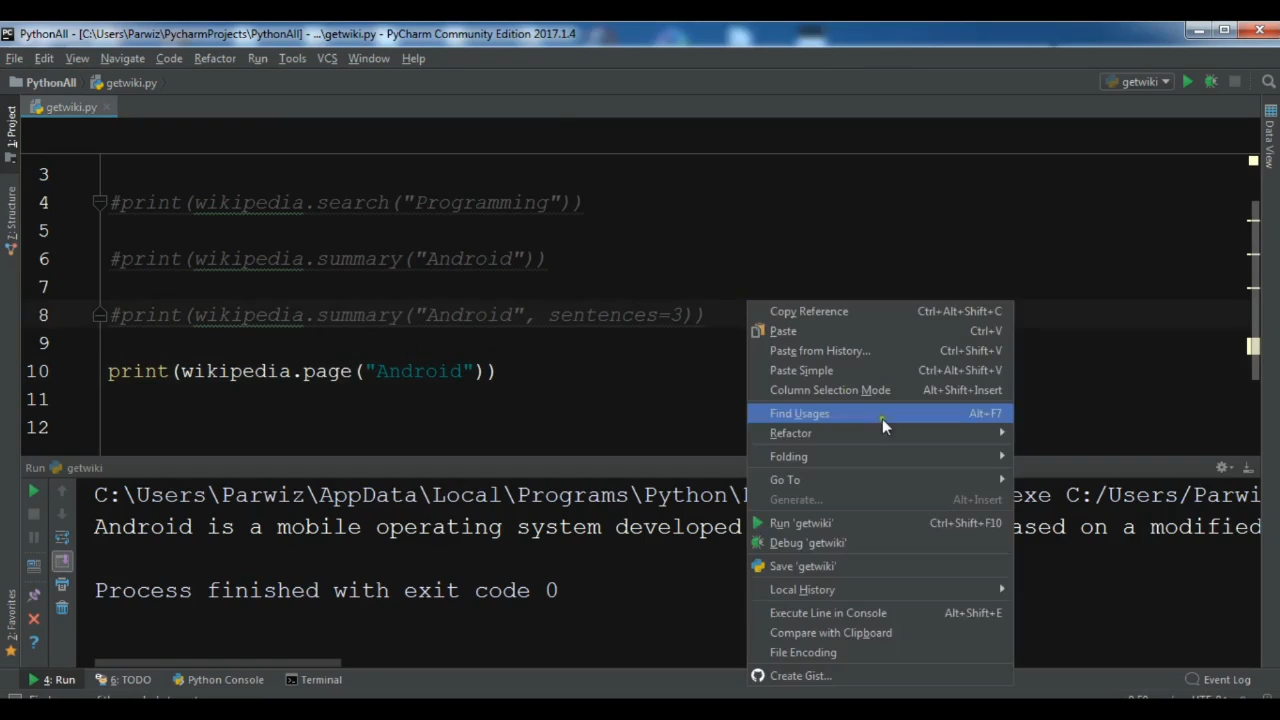 PythonAll - [C:\Users\Parwiz\PycharmProjects\PythonAll] - ...\getwiki.py - PyCharm Community Edition 2017.1.4
File Edit View Navigate Code Refactor Run Tools VCS Window Help
PythonAll getwiki.py getwiki
getwiki.py
1: Project
Z: Structure
2: Favorites
Data View
3
4 #print(wikipedia.search("Programming"))
5
6 #print(wikipedia.summary("Android"))
7
8 #print(wikipedia.summary("Android", sentences=3))
9
10 print(wikipedia.page("Android"))
11
12
Copy Reference Ctrl+Alt+Shift+C
Paste Ctrl+V
Paste from History... Ctrl+Shift+V
Paste Simple Ctrl+Alt+Shift+V
Column Selection Mode Alt+Shift+Insert
Find Usages Alt+F7
Refactor
Folding
Go To
Generate... Alt+Insert
Run 'getwiki' Ctrl+Shift+F10
Debug 'getwiki'
Save 'getwiki'
Local History
Execute Line in Console Alt+Shift+E
Compare with Clipboard
File Encoding
Create Gist...
Run getwiki
C:\Users\Parwiz\AppData\Local\Programs\Python\ exe C:/Users/Parwi
Android is a mobile operating system developed ased on a modified
Process finished with exit code 0
4: Run 6: TODO Python Console Terminal Event Log